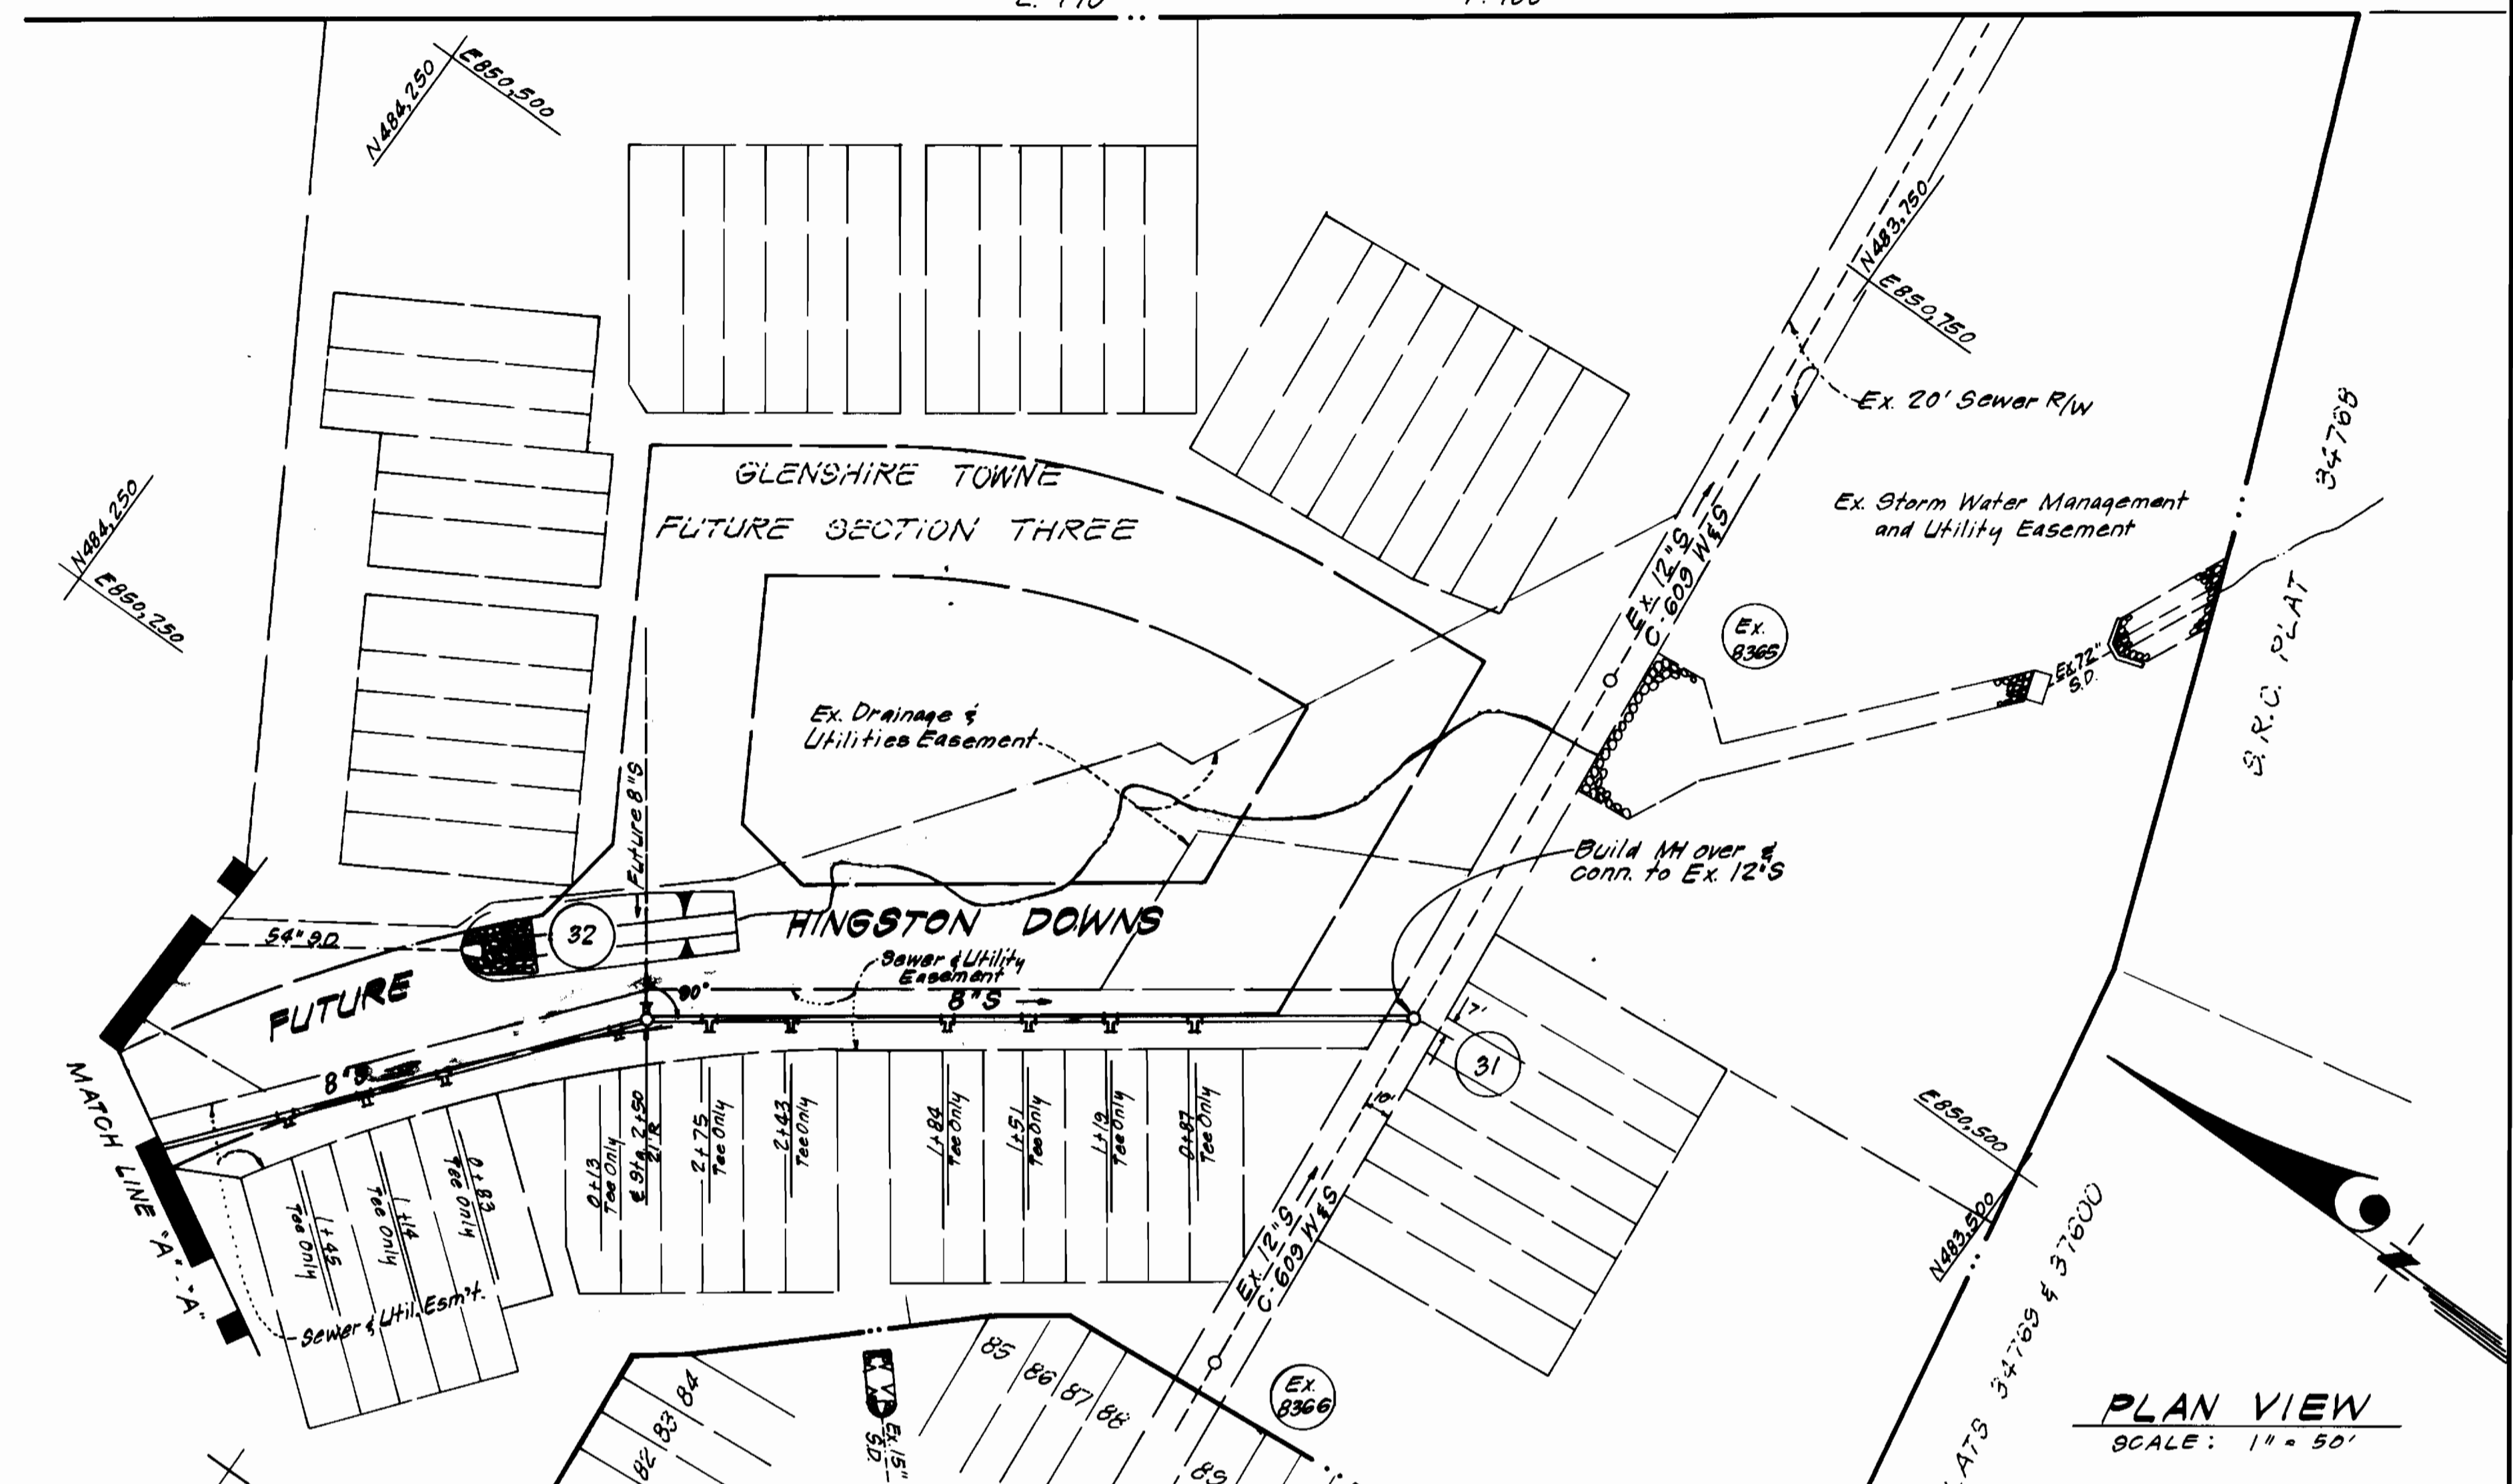 N484,250
E850,500
N483,750
E850,750
Ex. 20' Sewer R/W
34768
GLENSHIRE TOWNE
FUTURE SECTION THREE
Ex. Storm Water Management
and Utility Easement
N484,250
E850,250
Ex. 12"S
C-609 W&S
Ex.
8365
S.R.C. PLAT
Ex. 72"
S.D.
Ex. Drainage &
Utilities Easement
Future 8"S
Build MH over &
conn. to Ex. 12"S
54" S.D.
32
HINGSTON DOWNS
Sewer & Utility
Easement
FUTURE
90°
8"S
7'
31
8"S
10'
MATCH LINE "A"-"A"
0+83
Tee Only
1+14
Tee Only
1+45
Tee Only
0+13
Tee Only
¢ Sta. 2+50
21' R
2+75
Tee Only
2+43
Tee Only
1+84
Tee Only
1+51
Tee Only
1+19
Tee Only
0+87
Tee Only
E850,500
N483,500
34769 & 37600
Ex. 12"S
C-609 W&S
Sewer & Util. Esm't.
82
83
84
85
86
87
88
89
Ex. 15"
S.D.
Ex.
8366
N
PLAN VIEW
SCALE: 1" = 50'